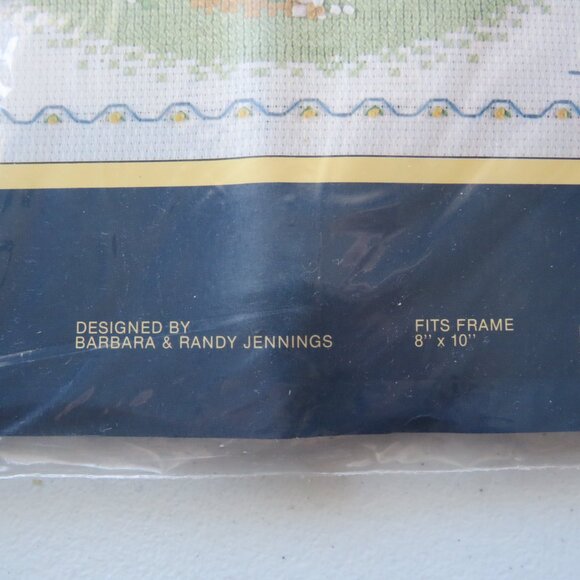 DESIGNED BY
BARBARA & RANDY JENNINGS
FITS FRAME
8'' x 10''